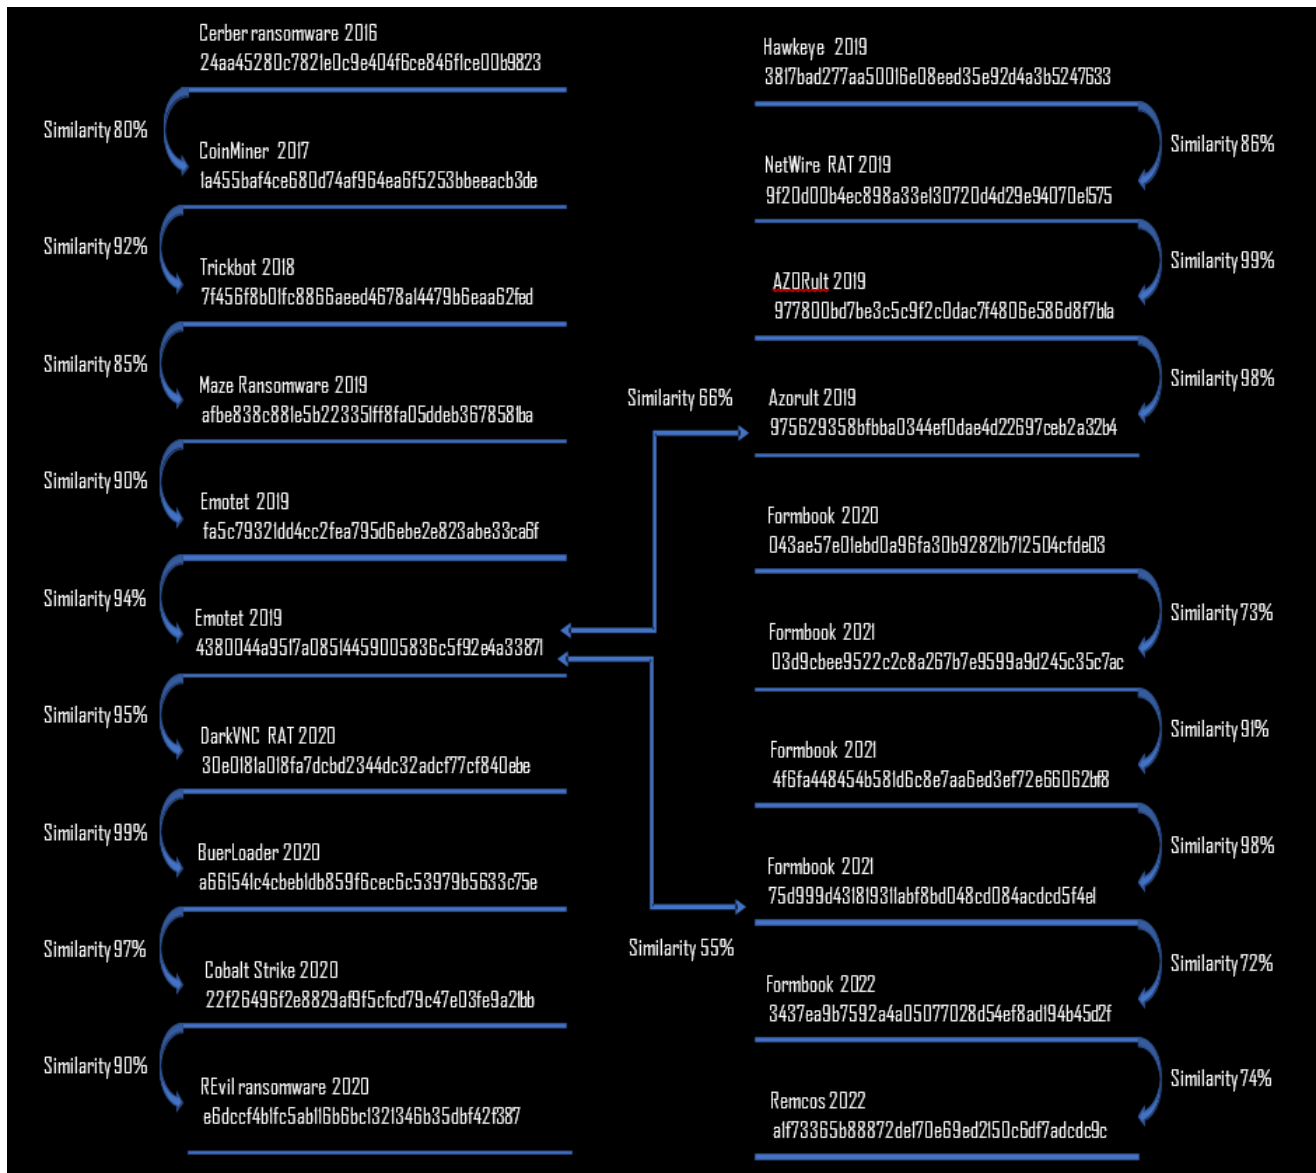 Cerber ransomware 2016
24aa45280c7821e0c9e404f6ce846f1ce00b9823
Similarity 80%
CoinMiner 2017
1a455baf4ce680d74af964ea6f5253bbeeacb3de
Similarity 92%
Trickbot 2018
7f456f8b01fc8866aeed4678a14479b6eaa62fed
Similarity 85%
Maze Ransomware 2019
afbe838c881e5b223351ff8fa05ddeb3678581ba
Similarity 90%
Emotet 2019
fa5c79321dd4cc2fea795d6ebe2e823abe33ca6f
Similarity 94%
Emotet 2019
4380044a9517a08514459005836c5f92e4a33871
Similarity 95%
DarkVNC RAT 2020
30e0181a018fa7dcbd2344dc32adcf77cf840ebe
Similarity 99%
BuerLoader 2020
a661541c4cbeb1db859f6cec6c53979b5633c75e
Similarity 97%
Cobalt Strike 2020
22f26496f2e8829af9f5cfcd79c47e03fe9a21bb
Similarity 90%
REvil ransomware 2020
e6dccf4b1fc5ab116b6bc1321346b35dbf42f387
Similarity 66%
Similarity 55%
Hawkeye 2019
3817bad277aa50016e08eed35e92d4a3b5247633
Similarity 86%
NetWire RAT 2019
9f20d00b4ec898a33e130720d4d29e94070e1575
Similarity 99%
AZORult 2019
977800bd7be3c5c9f2c0dac7f4806e586d8f7b1a
Similarity 98%
Azorult 2019
975629358bfbba0344ef0dae4d22697ceb2a32b4
Formbook 2020
043ae57e01ebd0a96fa30b92821b712504cfde03
Similarity 73%
Formbook 2021
03d9cbee9522c2c8a267b7e9599a9d245c35c7ac
Similarity 91%
Formbook 2021
4f6fa448454b581d6c8e7aa6ed3ef72e66062bf8
Similarity 98%
Formbook 2021
75d999d431819311abf8bd048cd084acdcd5f4e1
Similarity 72%
Formbook 2022
3437ea9b7592a4a05077028d54ef8ad194b45d2f
Similarity 74%
Remcos 2022
a1f73365b88872de170e69ed2150c6df7adcdc9c